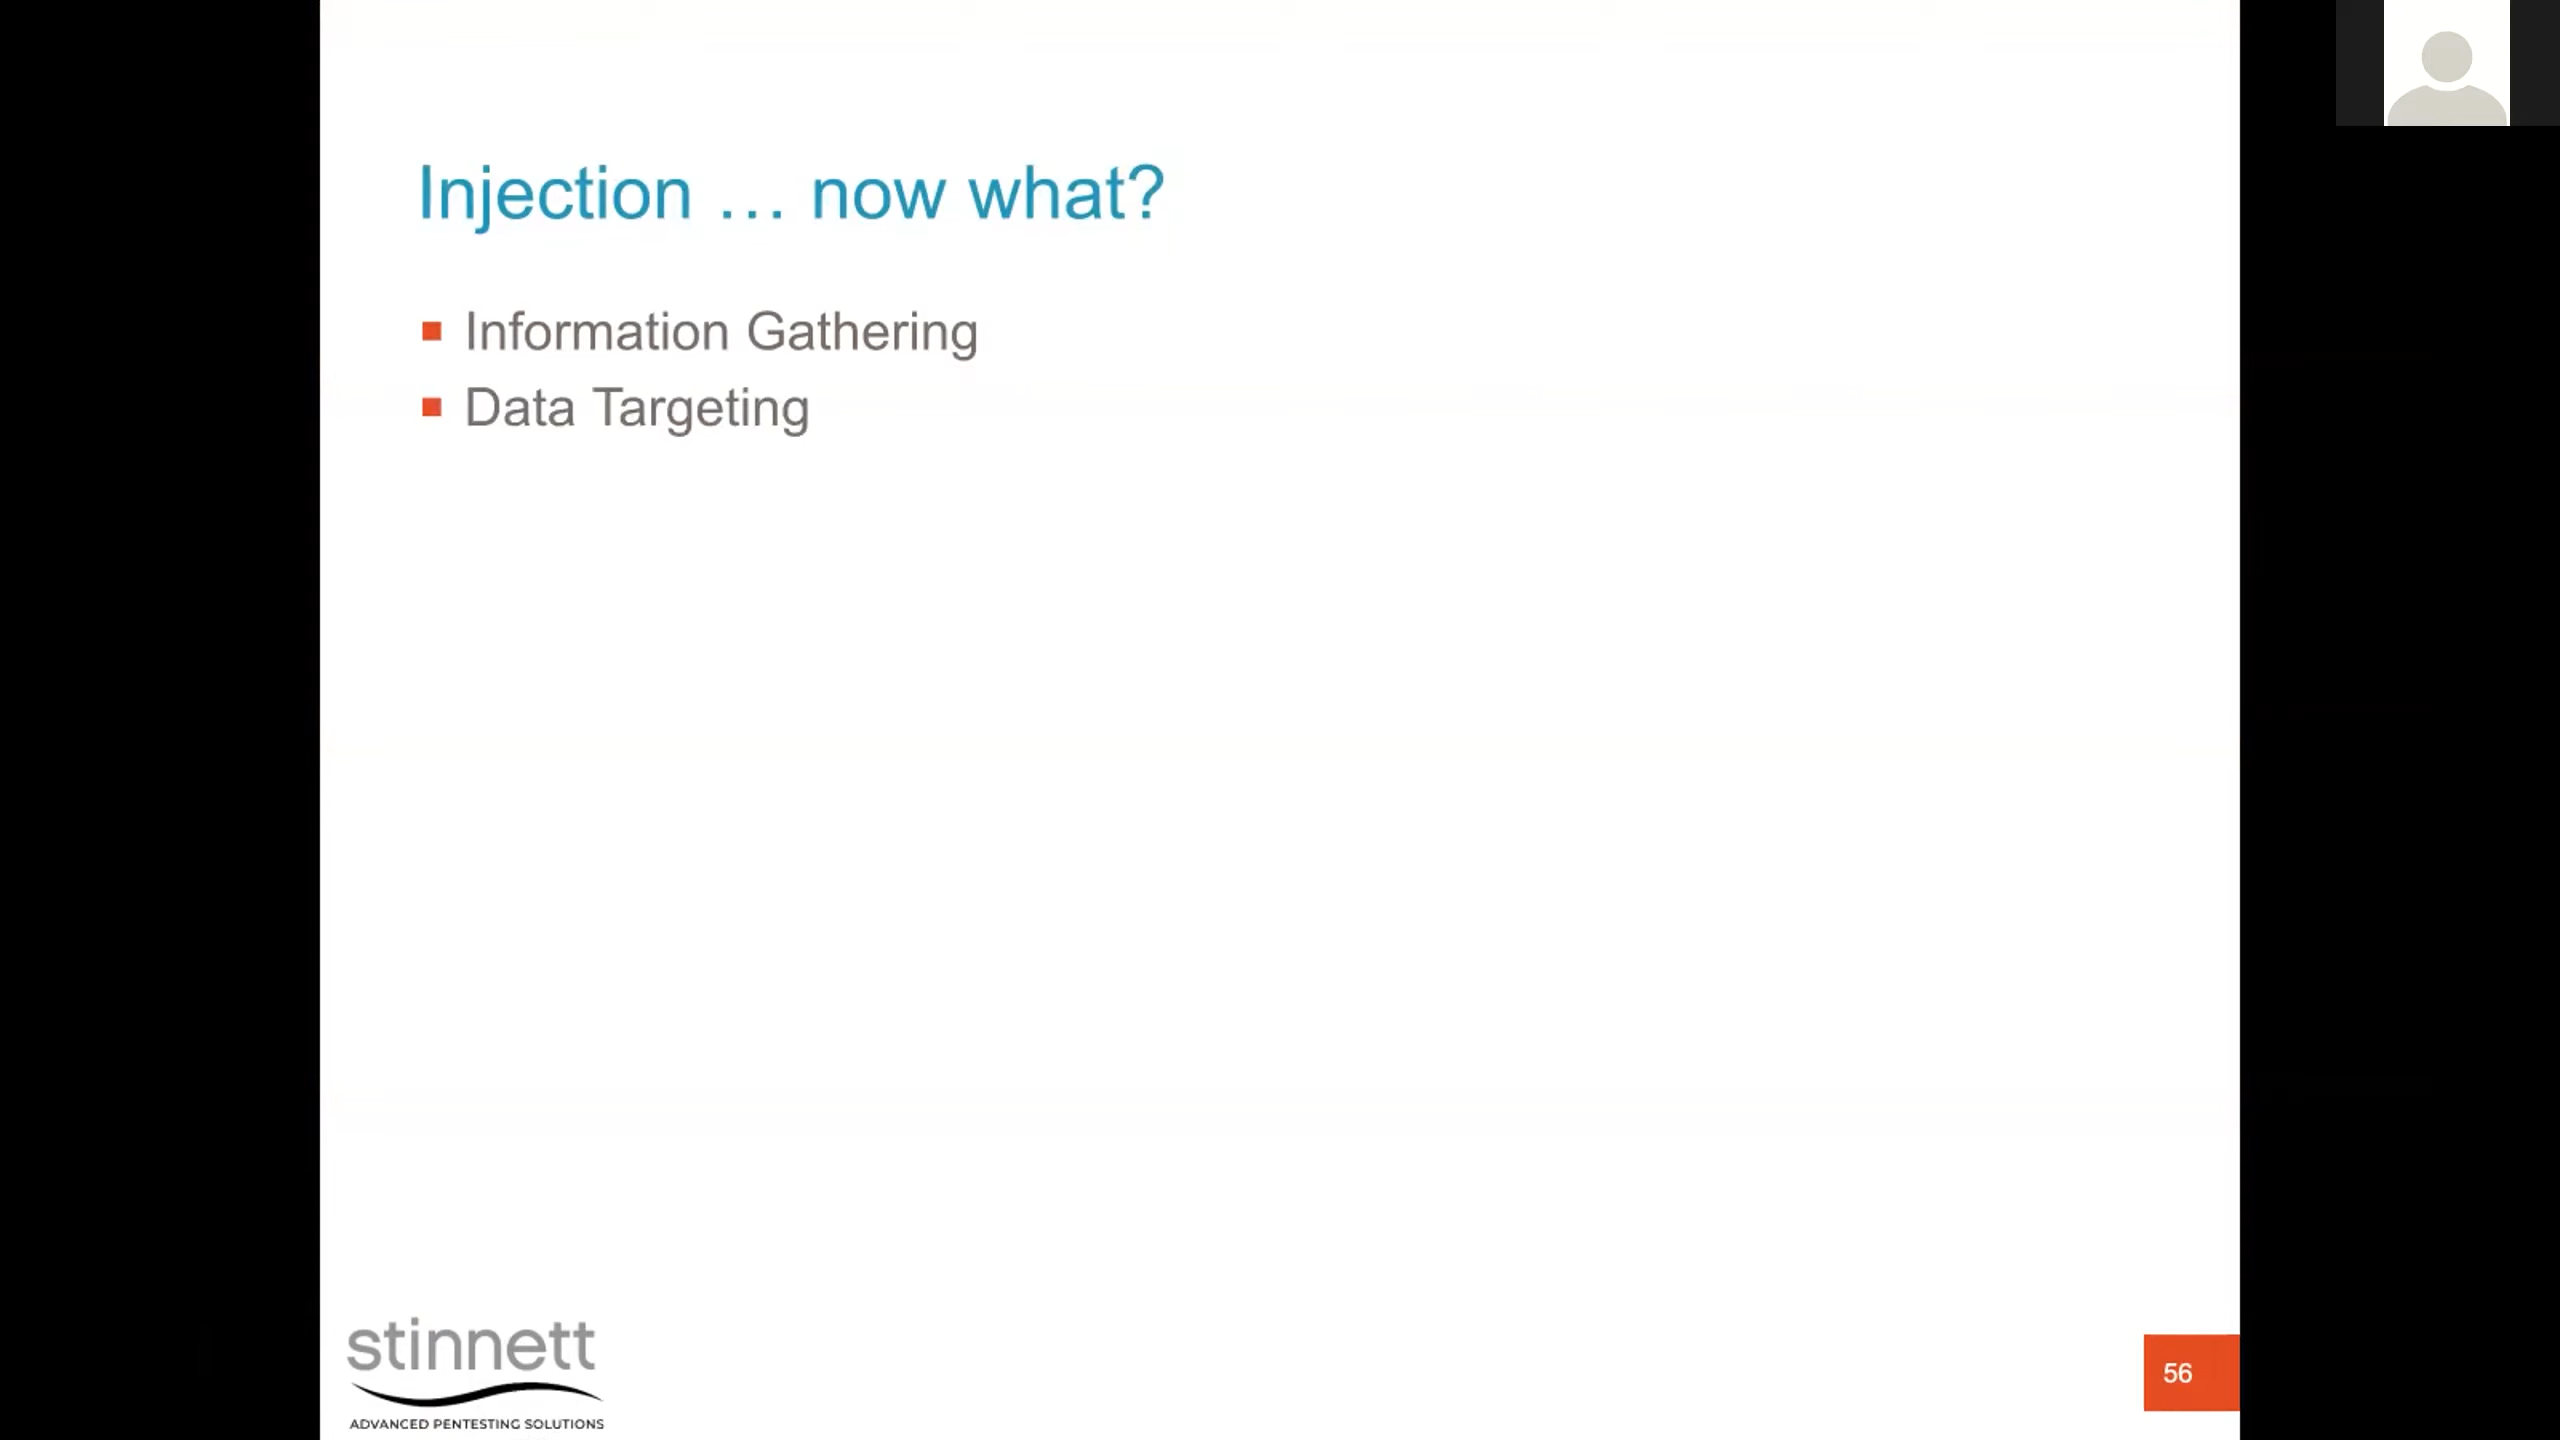 Injection … now what?
Information Gathering
Data Targeting
stinnett
ADVANCED PENTESTING SOLUTIONS
56